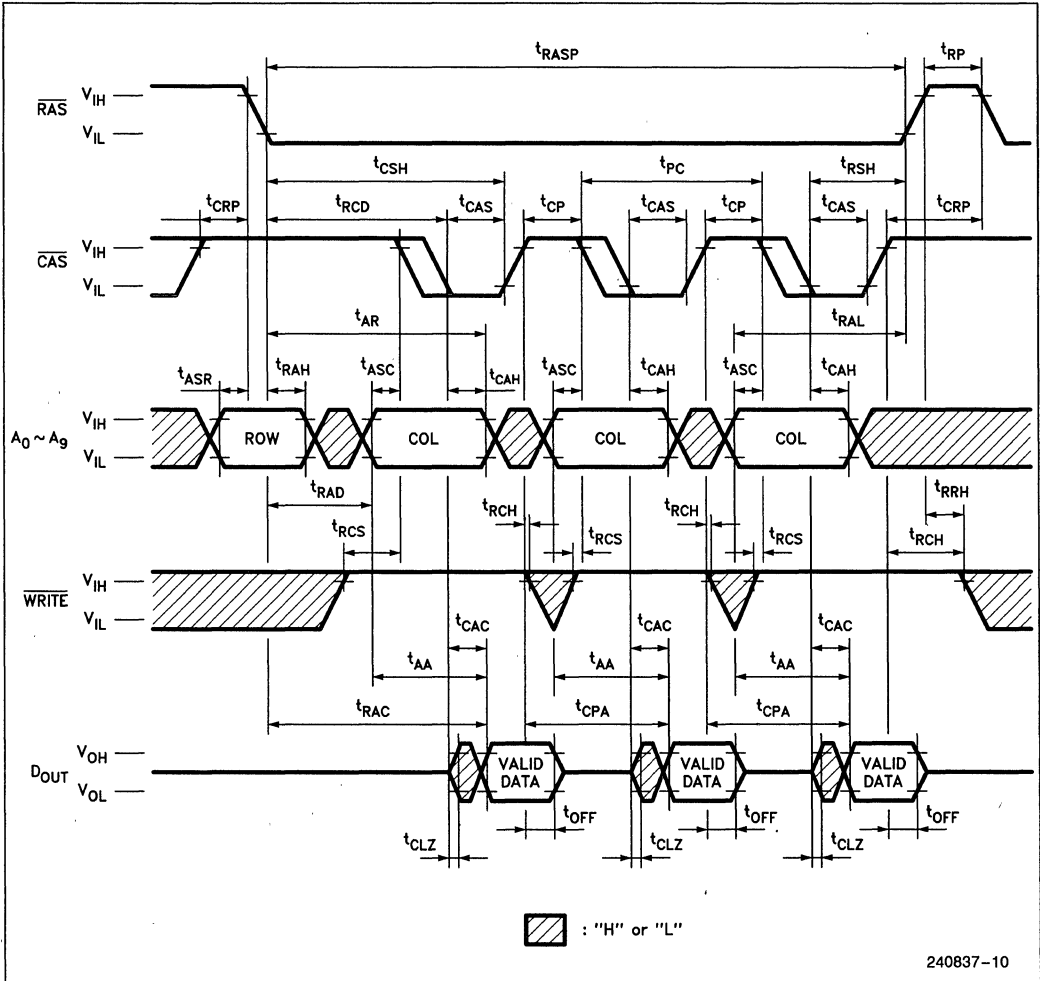 tRASP tRP
RAS VIH
VIL
tCSH tPC tRSH
tCRP tRCD tCAS tCP tCAS tCP tCAS tCRP
CAS VIH
VIL
tAR tRAL
tASR tRAH tASC tCAH tASC tCAH tASC tCAH
A0 ~ A9 VIH
VIL
ROW COL COL COL
tRAD tRCH tRCH tRRH
tRCS tRCS tRCS tRCH
WRITE VIH
VIL
tCAC tCAC tCAC
tAA tAA tAA
tRAC tCPA tCPA
DOUT VOH
VOL
VALID DATA VALID DATA VALID DATA
tOFF tOFF tOFF
tCLZ tCLZ tCLZ
: "H" or "L"
240837-10